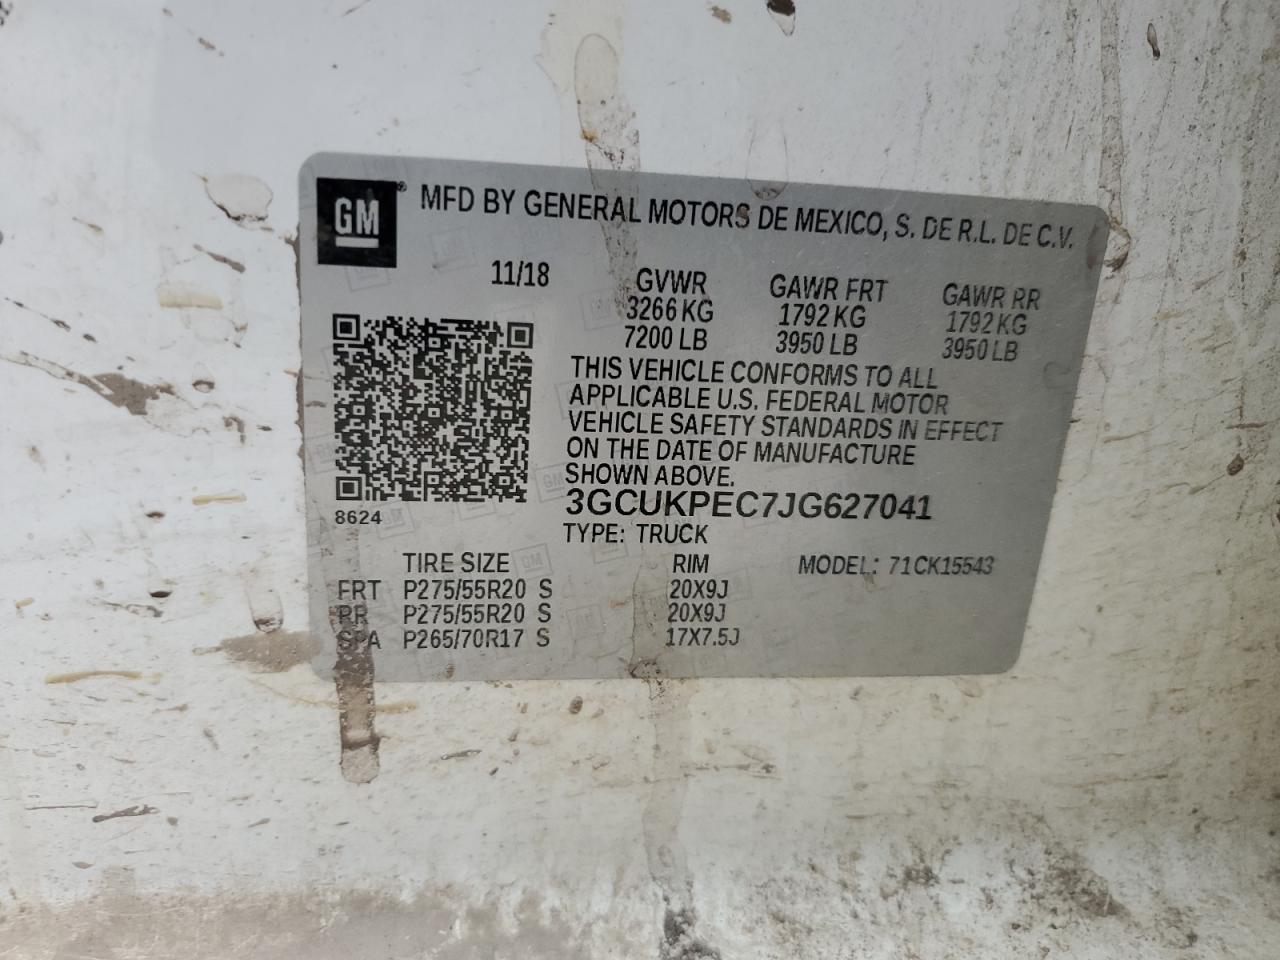 GM® MFD BY GENERAL MOTORS DE MEXICO, S. DE R.L. DE C.V.
11/18 GVWR GAWR FRT GAWR RR
3266 KG 1792 KG 1792 KG
7200 LB 3950 LB 3950 LB
THIS VEHICLE CONFORMS TO ALL
APPLICABLE U.S. FEDERAL MOTOR
VEHICLE SAFETY STANDARDS IN EFFECT
ON THE DATE OF MANUFACTURE
SHOWN ABOVE.
3GCUKPEC7JG627041
8624
TYPE: TRUCK
TIRE SIZE RIM MODEL: 71CK15543
FRT P275/55R20 S 20X9J
RR P275/55R20 S 20X9J
SPA P265/70R17 S 17X7.5J